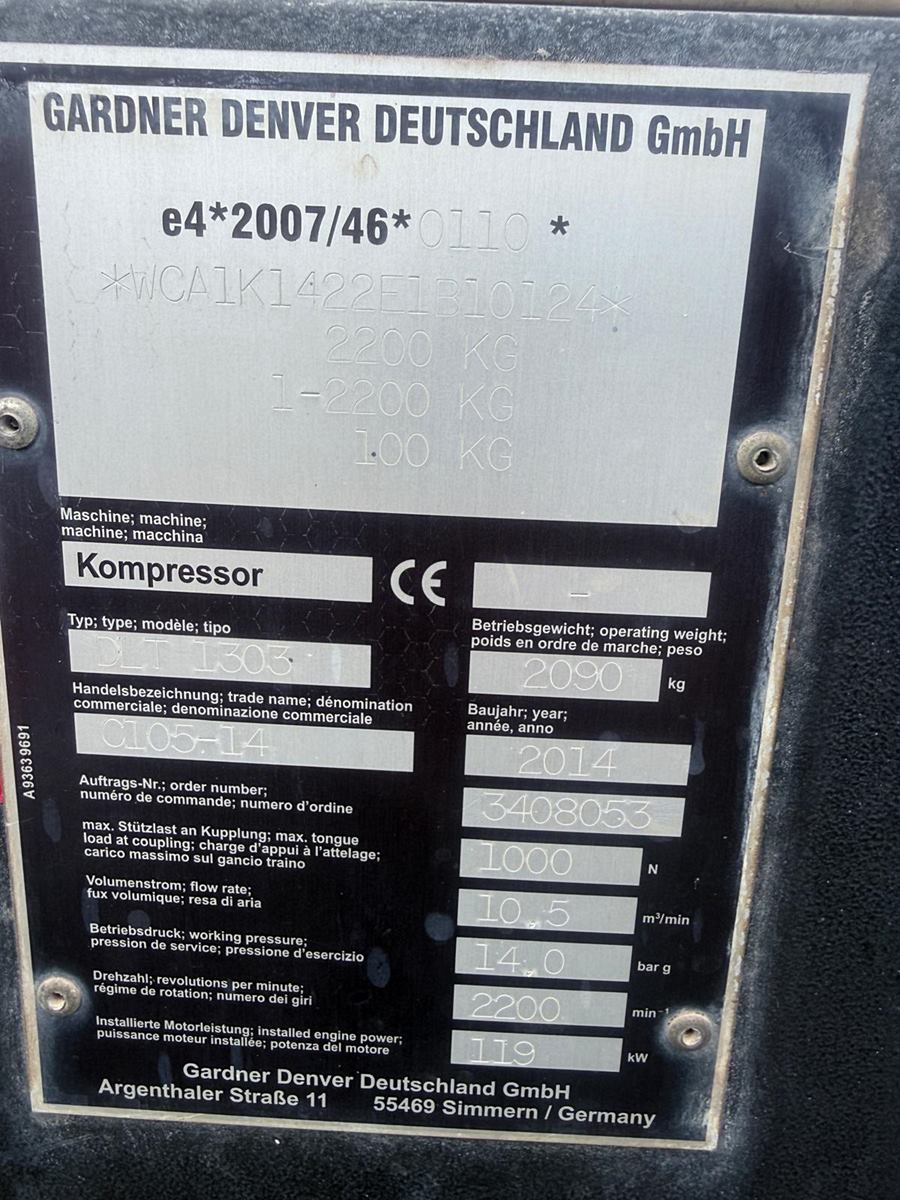 GARDNER DENVER DEUTSCHLAND GmbH
e4*2007/46*0110 *
*WCA1K1422E1B10124*
2200 KG
1-2200 KG
100 KG
Maschine; machine;
machine; macchina
Kompressor
CE
-
Typ; type; modèle; tipo
DLT 1303
Betriebsgewicht; operating weight;
poids en ordre de marche; peso
2090 kg
Handelsbezeichnung; trade name; dénomination
commerciale; denominazione commerciale
C105-14
Baujahr; year;
année, anno
2014
Auftrags-Nr.; order number;
numéro de commande; numero d'ordine
3408053
max. Stützlast an Kupplung; max. tongue
load at coupling; charge d'appui à l'attelage;
carico massimo sul gancio traino
1000 N
Volumenstrom; flow rate;
fux volumique; resa di aria
10,5 m³/min
Betriebsdruck; working pressure;
pression de service; pressione d'esercizio
14,0 bar g
Drehzahl; revolutions per minute;
régime de rotation; numero dei giri
2200 min⁻¹
Installierte Motorleistung; installed engine power;
puissance moteur installée; potenza del motore
119 kW
Gardner Denver Deutschland GmbH
Argenthaler Straße 11 55469 Simmern / Germany
A93639691